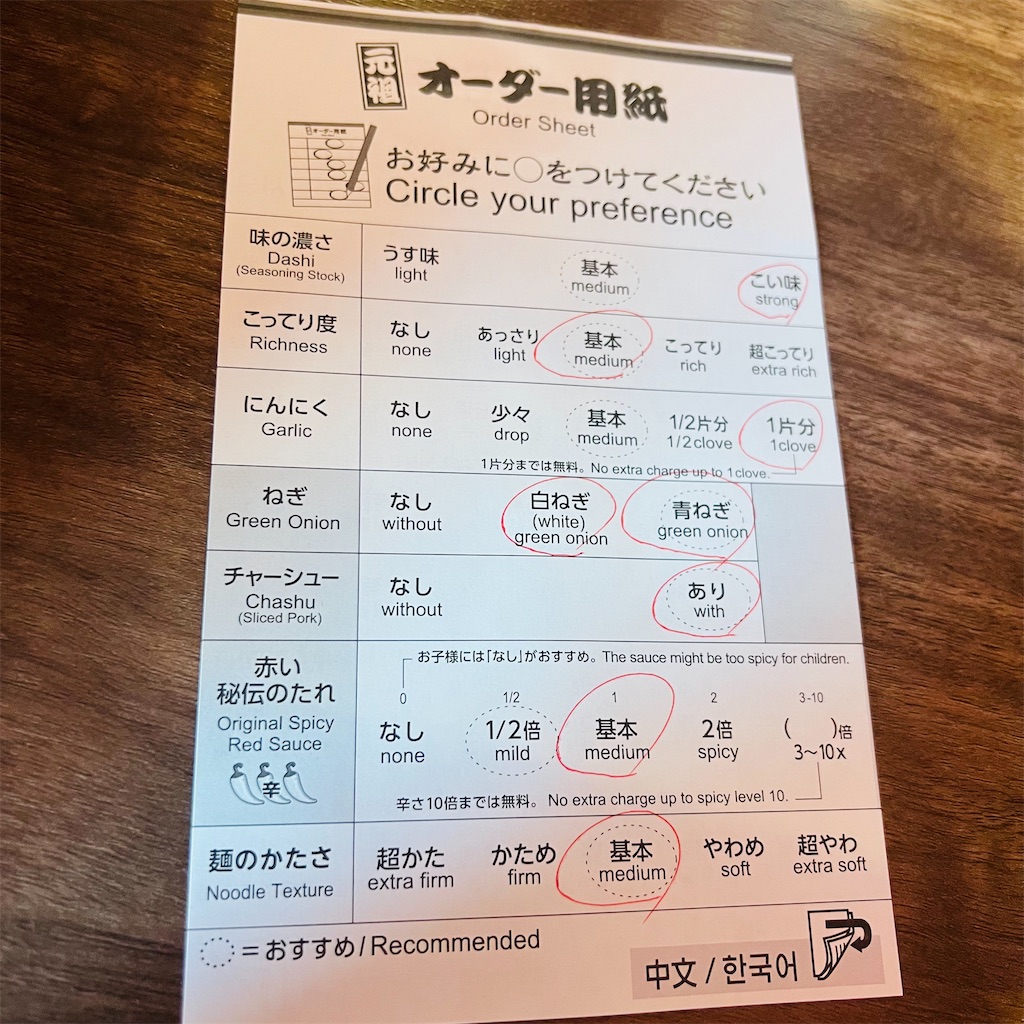 元祖 オーダー用紙
Order Sheet
お好みに○をつけてください
Circle your preference
味の濃さ
Dashi
(Seasoning Stock)
うす味
light
基本
medium
こい味
strong
こってり度
Richness
なし
none
あっさり
light
基本
medium
こってり
rich
超こってり
extra rich
にんにく
Garlic
なし
none
少々
drop
基本
medium
1/2片分
1/2clove
1片分
1clove
1片分までは無料。No extra charge up to 1clove.
ねぎ
Green Onion
なし
without
白ねぎ
(white)
green onion
青ねぎ
green onion
チャーシュー
Chashu
(Sliced Pork)
なし
without
あり
with
赤い
秘伝のたれ
Original Spicy
Red Sauce
辛
お子様には「なし」がおすすめ。The sauce might be too spicy for children.
0
なし
none
1/2
1/2倍
mild
1
基本
medium
2
2倍
spicy
3-10
( )倍
3〜10x
辛さ10倍までは無料。 No extra charge up to spicy level 10.
麺のかたさ
Noodle Texture
超かた
extra firm
かため
firm
基本
medium
やわめ
soft
超やわ
extra soft
=おすすめ/Recommended
中文 / 한국어